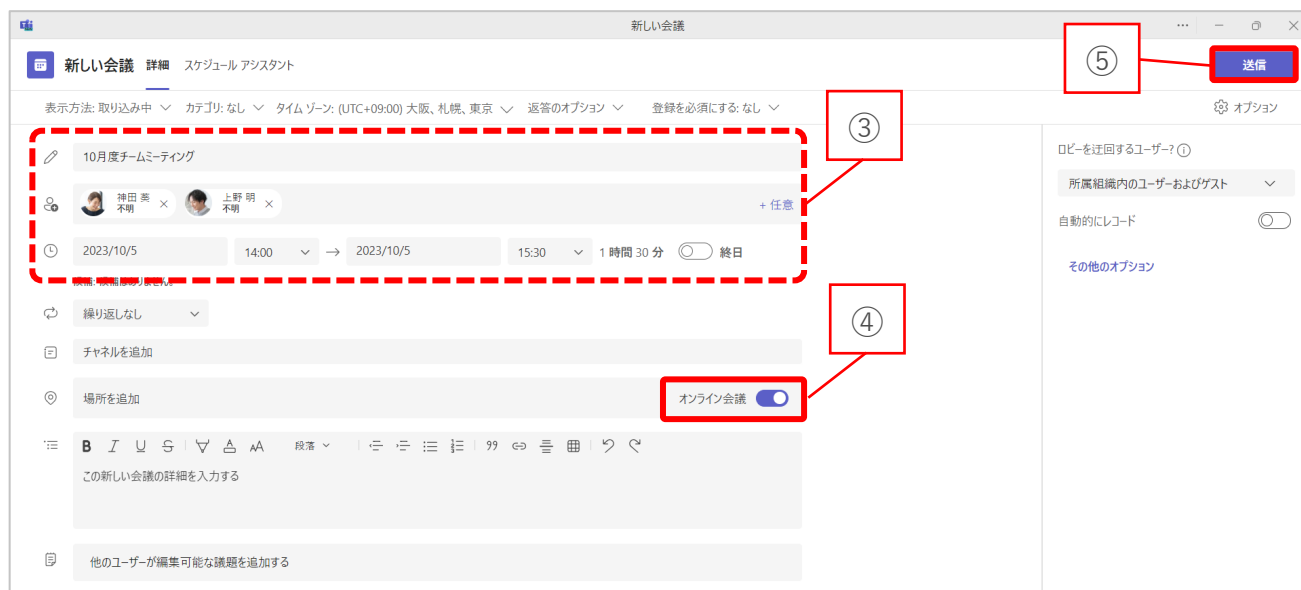 新しい会議
新しい会議 詳細 スケジュール アシスタント
⑤
送信
表示方法: 取り込み中 カテゴリ: なし タイム ゾーン: (UTC+09:00) 大阪、札幌、東京 返答のオプション 登録を必須にする: なし
オプション
③
10月度チームミーティング
神田 葵
不明
上野 明
不明
+ 任意
2023/10/5 14:00 → 2023/10/5 15:30 1 時間 30 分 終日
ロビーを迂回するユーザー?
所属組織内のユーザーおよびゲスト
自動的にレコード
その他のオプション
繰り返しなし
④
チャネルを追加
場所を追加 オンライン会議
B I U S A AA 段落
この新しい会議の詳細を入力する
他のユーザーが編集可能な議題を追加する